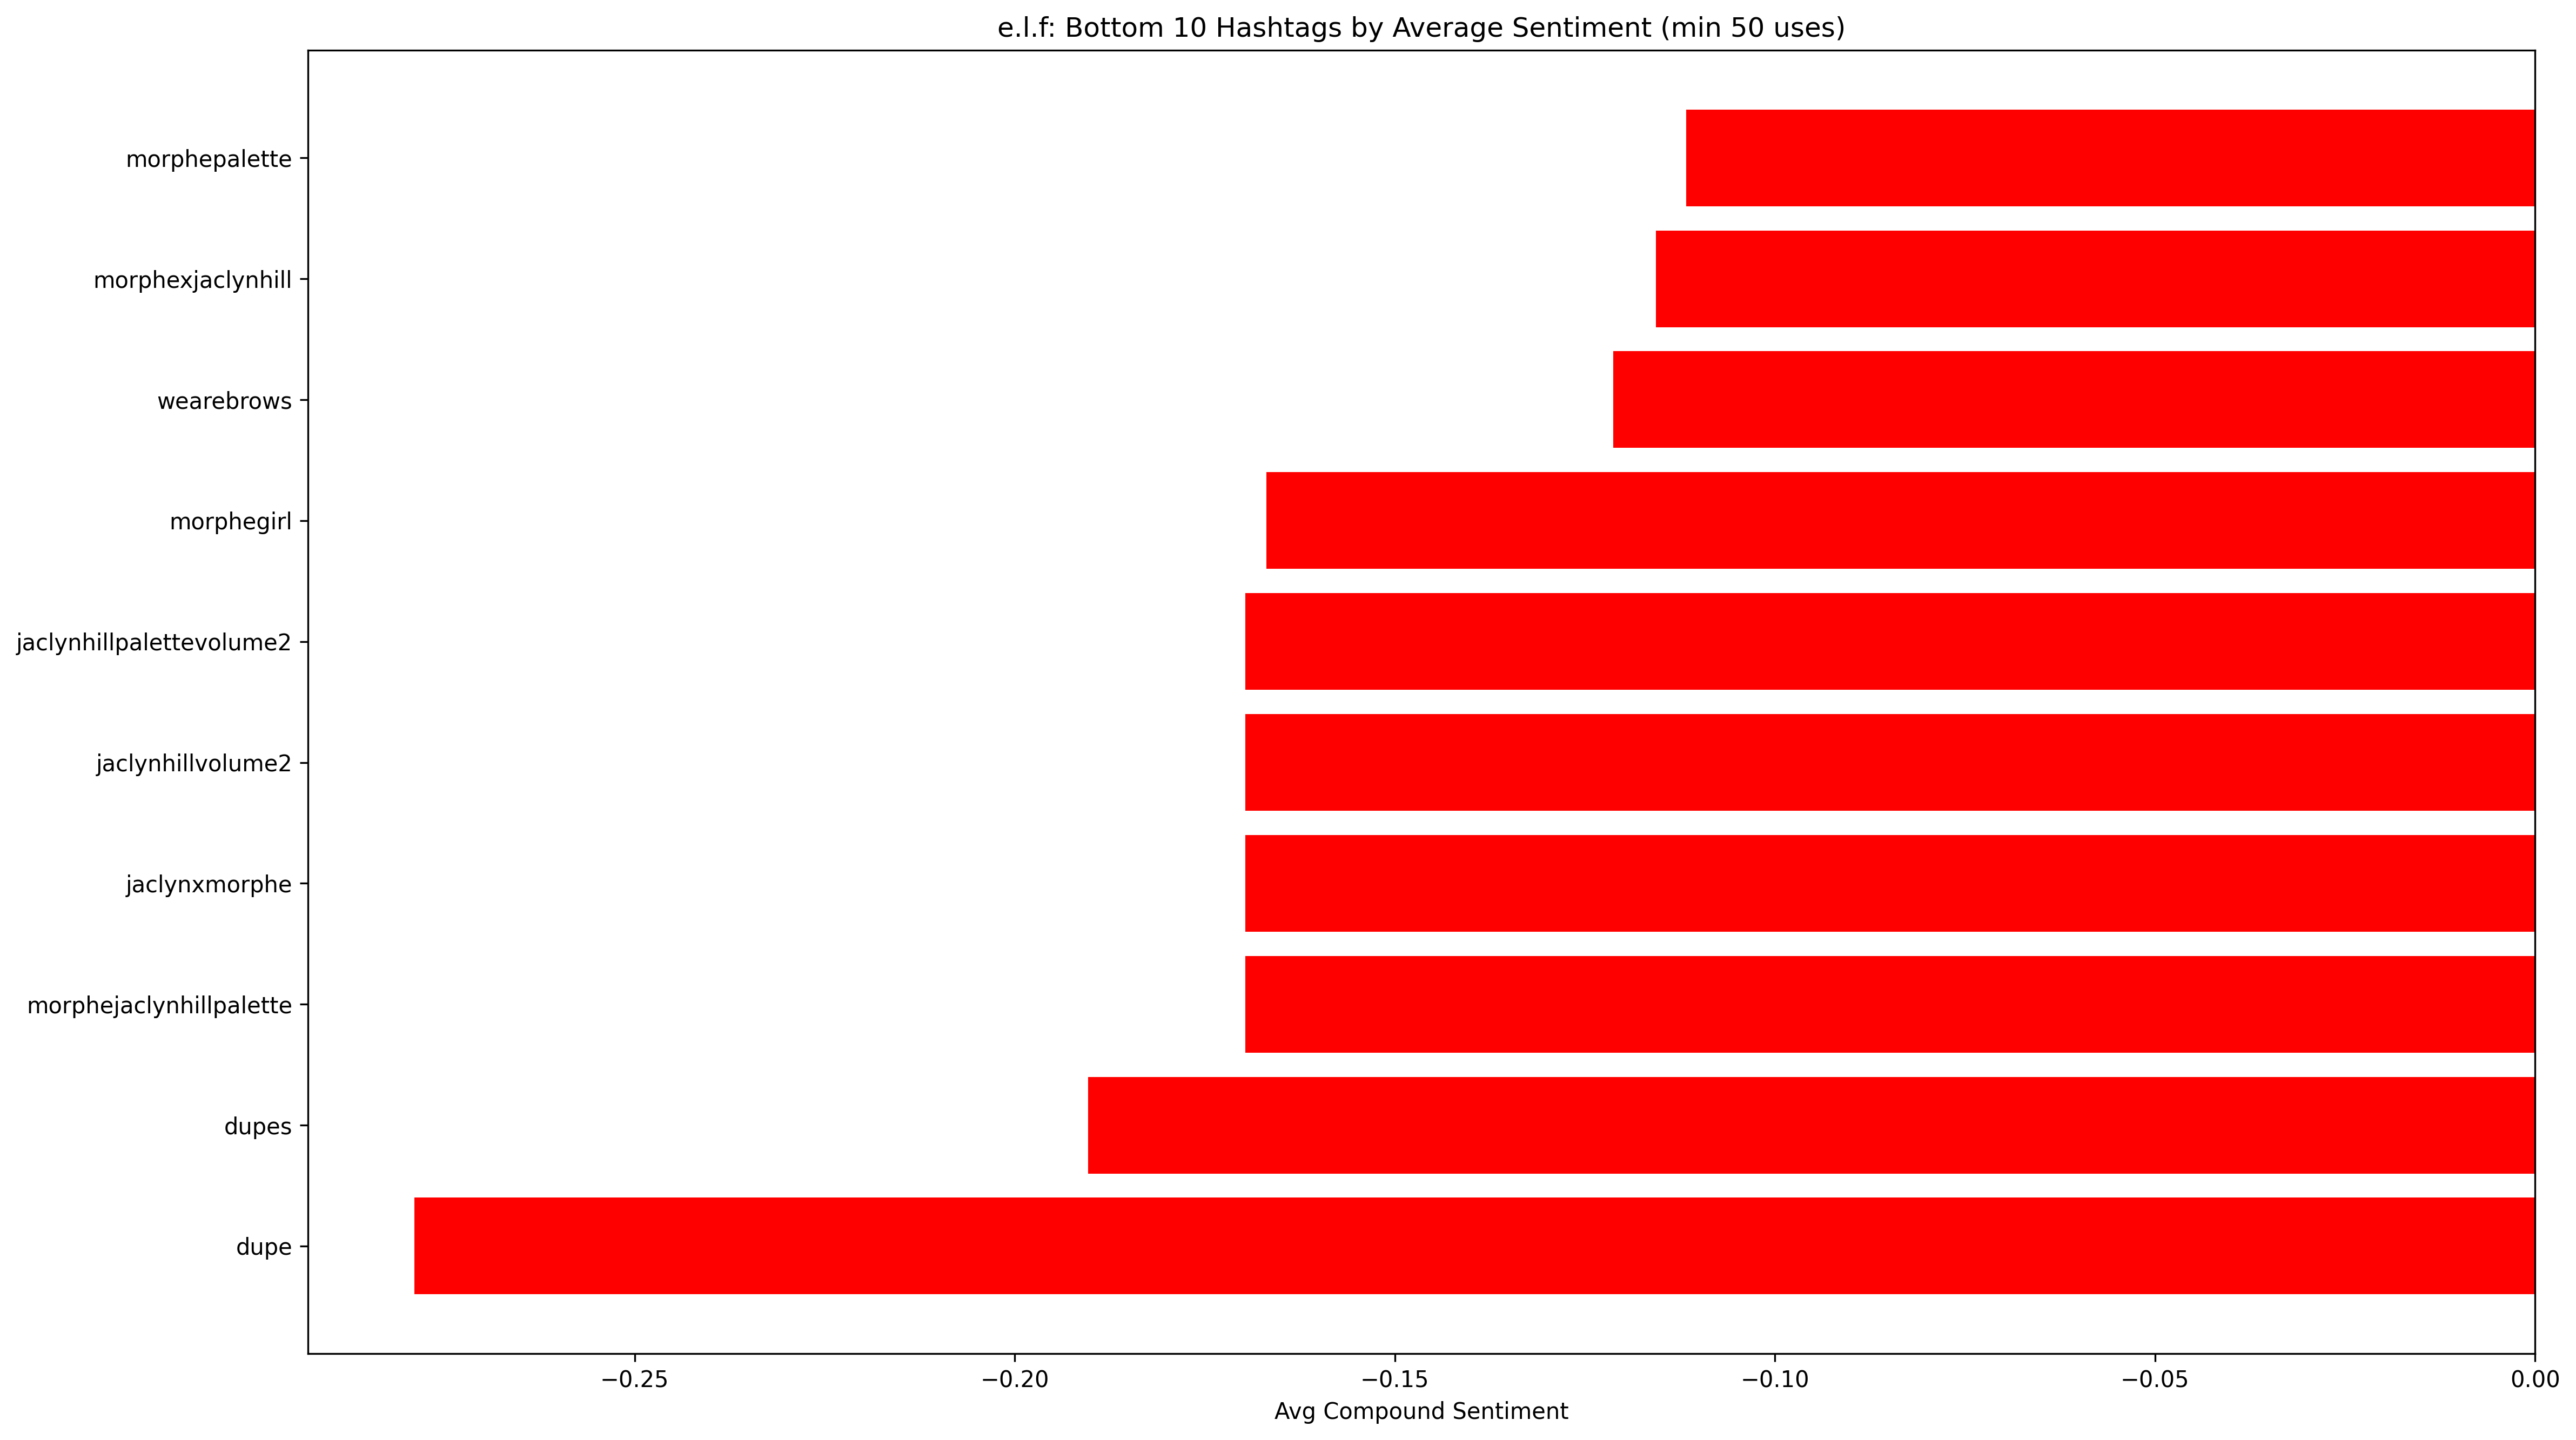 e.l.f: Bottom 10 Hashtags by Average Sentiment (min 50 uses)
morphepalette
morphexjaclynhill
wearebrows
morphegirl
jaclynhillpalettevolume2
jaclynhillvolume2
jaclynxmorphe
morphejaclynhillpalette
dupes
dupe
−0.25 −0.20 −0.15 −0.10 −0.05 0.00
Avg Compound Sentiment